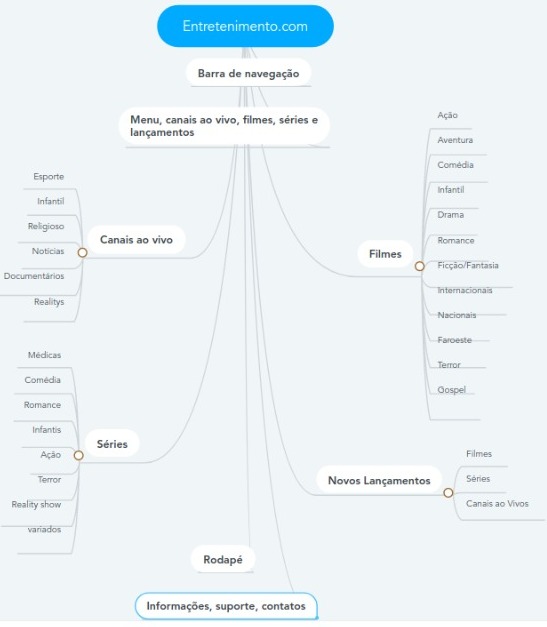 Entretenimento.com
Barra de navegação
Menu, canais ao vivo, filmes, séries e
lançamentos
Canais ao vivo
Esporte
Infantil
Religioso
Noticias
Documentários
Realitys
Filmes
Ação
Aventura
Comédia
Infantil
Drama
Romance
Ficção/Fantasia
Internacionais
Nacionais
Faroeste
Terror
Gospel
Séries
Médicas
Comédia
Romance
Infantis
Ação
Terror
Reality show
variados
Novos Lançamentos
Filmes
Séries
Canais ao Vivos
Rodapé
Informações, suporte, contatos